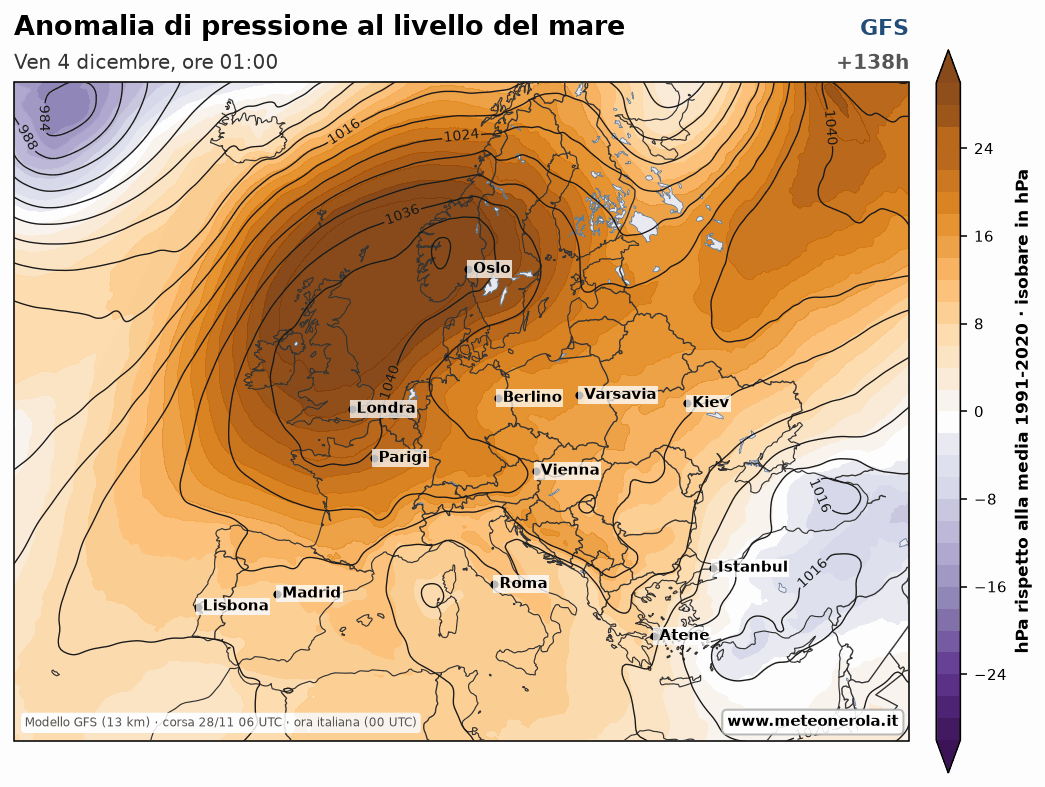 Anomalia di pressione al livello del mare
GFS
Ven 4 dicembre, ore 01:00
+138h
984
988
1016
1024
1036
1040
1040
1016
1016
Oslo
Londra
Berlino
Varsavia
Kiev
Parigi
Vienna
Istanbul
Madrid
Roma
Lisbona
Atene
Modello GFS (13 km) · corsa 28/11 06 UTC · ora italiana (00 UTC)
www.meteonerola.it
24
16
8
0
−8
−16
−24
hPa rispetto alla media 1991-2020 · isobare in hPa